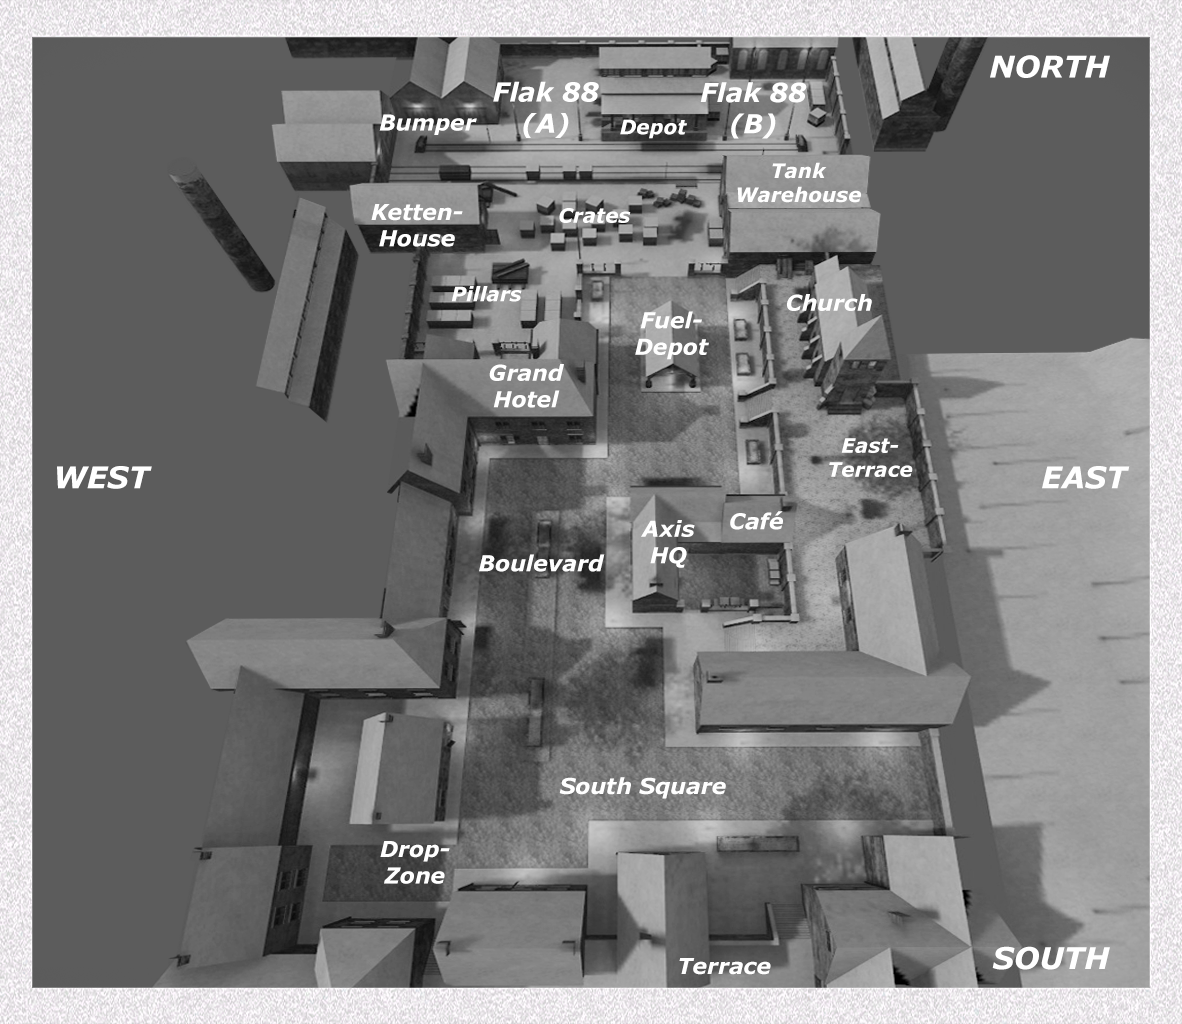 NORTH
Flak 88
(A)
Flak 88
(B)
Bumper
Depot
Tank
Warehouse
Ketten-
House
Crates
Pillars
Church
Fuel-
Depot
Grand
Hotel
East-
Terrace
WEST
EAST
Axis
HQ
Café
Boulevard
South Square
Drop-
Zone
Terrace
SOUTH